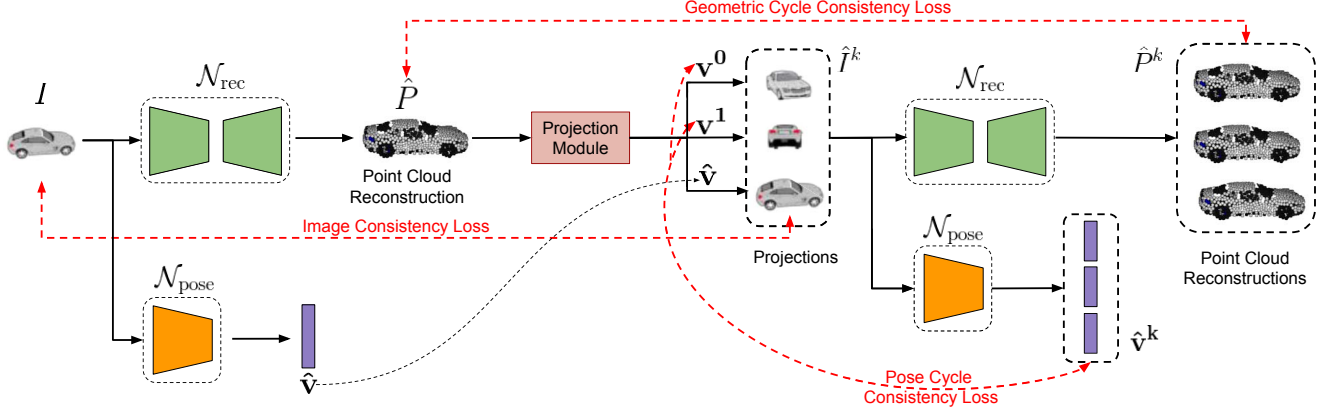 Geometric Cycle Consistency Loss
I
𝒩rec
P̂
v⁰
v¹
v̂
Îᵏ
𝒩rec
P̂ᵏ
Projection
Module
Point Cloud
Reconstruction
Image Consistency Loss
Projections
𝒩pose
v̂
𝒩pose
v̂ᵏ
Point Cloud
Reconstructions
Pose Cycle
Consistency Loss